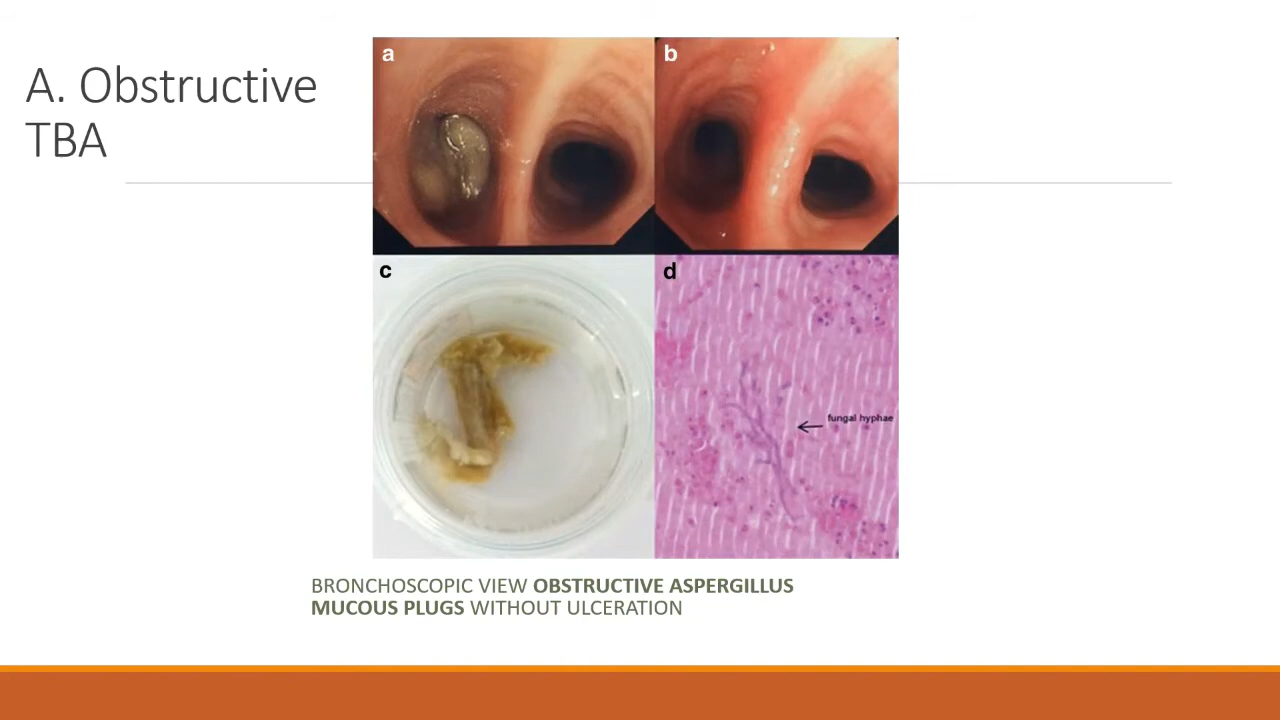 A. Obstructive
TBA
a
b
c
d
fungal hyphae
BRONCHOSCOPIC VIEW OBSTRUCTIVE ASPERGILLUS
MUCOUS PLUGS WITHOUT ULCERATION